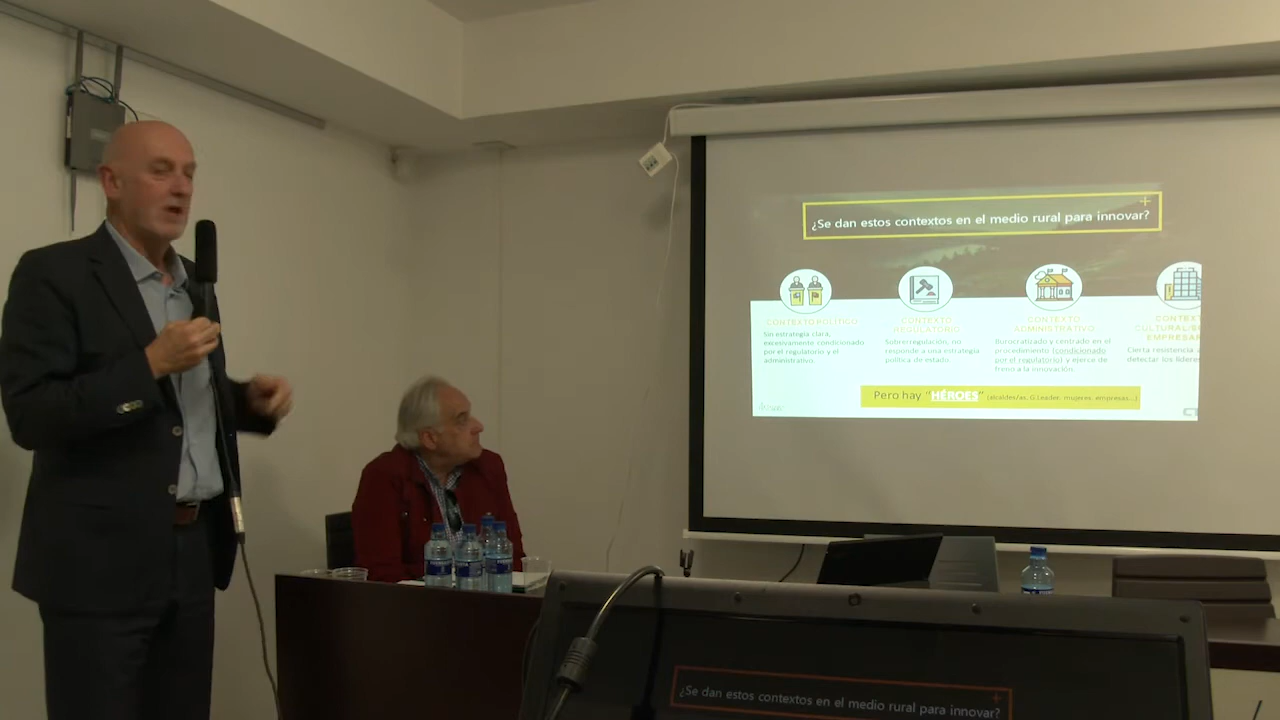 ¿Se dan estos contextos en el medio rural para innovar?
CONTEXTO POLÍTICO
Sin estrategia clara,
excesivamente condicionado
por el regulatorio y el
administrativo.
CONTEXTO
REGULATORIO
Sobrerregulación, no
responde a una estrategia
política de estado.
CONTEXTO
ADMINISTRATIVO
Burocratizado y centrado en el
procedimiento (condicionado
por el regulatorio) y ejerce de
freno a la innovación.
CULTURAL/
EMPRESAR
Cierta resistencia
detectar los líderes
Pero hay "HÉROES" (alcaldes/as, G.Leader, mujeres, empresas...)
¿Se dan estos contextos en el medio rural para innovar?